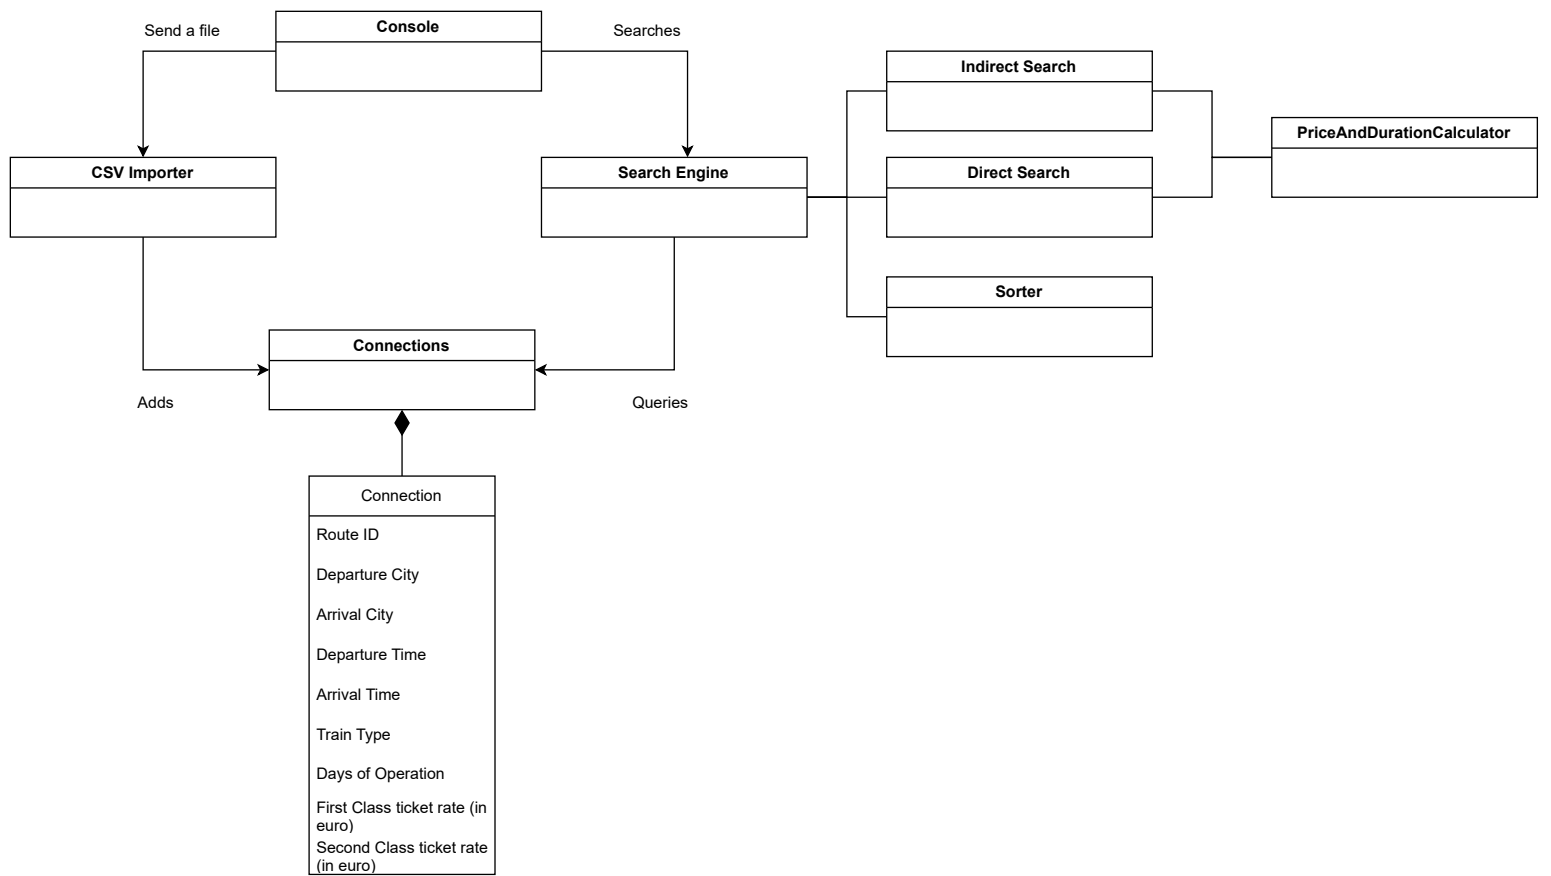 Send a file
Console
Searches
Indirect Search
PriceAndDurationCalculator
CSV Importer
Search Engine
Direct Search
Sorter
Connections
Adds
Queries
Connection
Route ID
Departure City
Arrival City
Departure Time
Arrival Time
Train Type
Days of Operation
First Class ticket rate (in
euro)
Second Class ticket rate
(in euro)